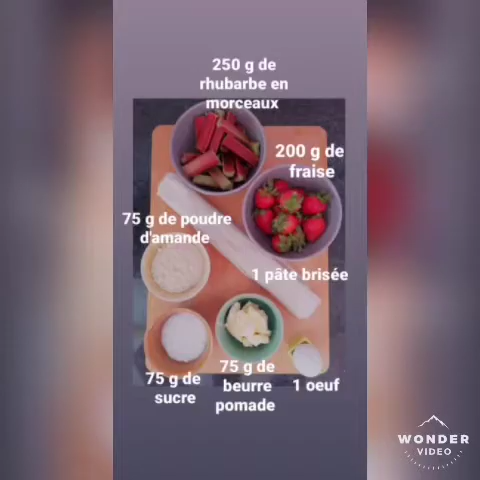 250 g de
rhubarbe en
morceaux
200 g de
fraise
75 g de poudre
d'amande
1 pâte brisée
75 g de
sucre
75 g de
beurre
pomade
1 oeuf
WONDER
VIDEO